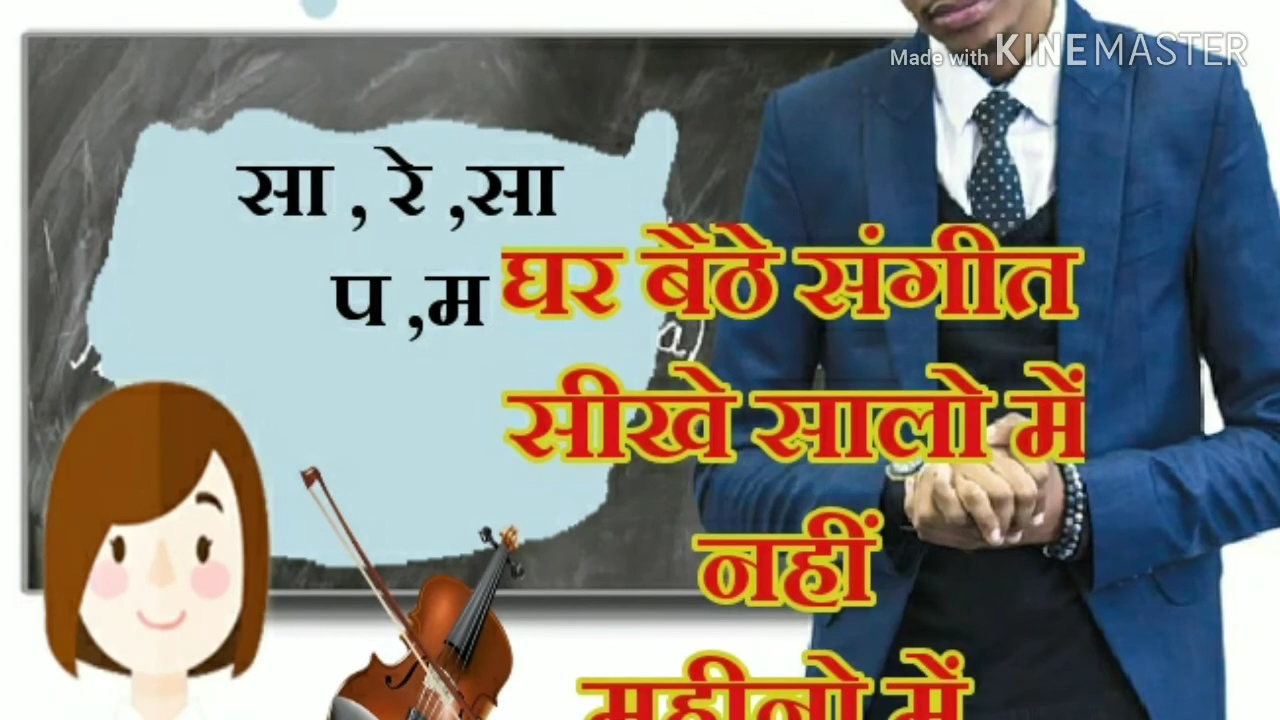 Made with KINEMASTER
सा , रे ,सा
प ,म
घर बैठे संगीत
सीखे सालो में
नहीं
महीनो में